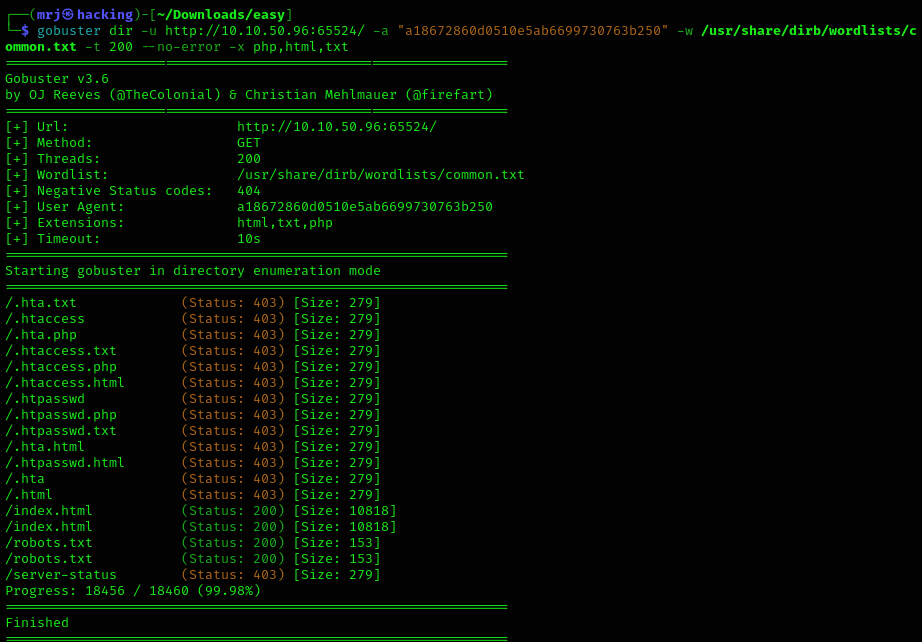 ┌──(mrj㉿hacking)-[~/Downloads/easy]
└─$ gobuster dir -u http://10.10.50.96:65524/ -a "a18672860d0510e5ab6699730763b250" -w /usr/share/dirb/wordlists/c
ommon.txt -t 200 --no-error -x php,html,txt
===============================================================
Gobuster v3.6
by OJ Reeves (@TheColonial) & Christian Mehlmauer (@firefart)
===============================================================
[+] Url:                     http://10.10.50.96:65524/
[+] Method:                  GET
[+] Threads:                 200
[+] Wordlist:                /usr/share/dirb/wordlists/common.txt
[+] Negative Status codes:   404
[+] User Agent:              a18672860d0510e5ab6699730763b250
[+] Extensions:              html,txt,php
[+] Timeout:                 10s
===============================================================
Starting gobuster in directory enumeration mode
===============================================================
/.hta.txt             (Status: 403) [Size: 279]
/.htaccess            (Status: 403) [Size: 279]
/.hta.php             (Status: 403) [Size: 279]
/.htaccess.txt        (Status: 403) [Size: 279]
/.htaccess.php        (Status: 403) [Size: 279]
/.htaccess.html       (Status: 403) [Size: 279]
/.htpasswd            (Status: 403) [Size: 279]
/.htpasswd.php        (Status: 403) [Size: 279]
/.htpasswd.txt        (Status: 403) [Size: 279]
/.hta.html            (Status: 403) [Size: 279]
/.htpasswd.html       (Status: 403) [Size: 279]
/.hta                 (Status: 403) [Size: 279]
/.html                (Status: 403) [Size: 279]
/index.html           (Status: 200) [Size: 10818]
/index.html           (Status: 200) [Size: 10818]
/robots.txt           (Status: 200) [Size: 153]
/robots.txt           (Status: 200) [Size: 153]
/server-status        (Status: 403) [Size: 279]
Progress: 18456 / 18460 (99.98%)
===============================================================
Finished
===============================================================